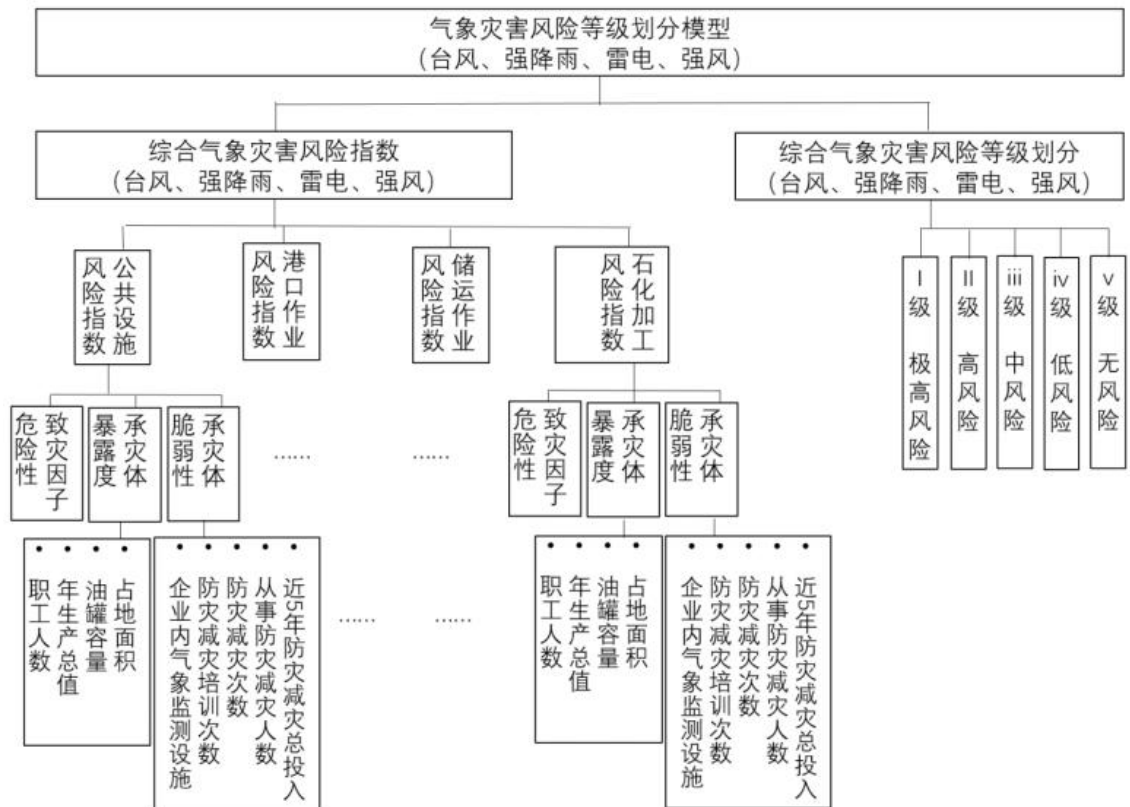 气象灾害风险等级划分模型
（台风、强降雨、雷电、强风）
综合气象灾害风险指数
（台风、强降雨、雷电、强风）
综合气象灾害风险等级划分
（台风、强降雨、雷电、强风）
公共设施
风险指数
港口作业
风险指数
储运作业
风险指数
石化加工
风险指数
I级 极高风险
II级 高风险
iii级 中风险
iv级 低风险
v级 无风险
致灾因子
危险性
承灾体
暴露度
承灾体
脆弱性
……
……
致灾因子
危险性
承灾体
暴露度
承灾体
脆弱性
• 占地面积
• 油罐容量
• 年生产总值
• 职工人数
• 近5年防灾减灾总投入
• 从事防灾减灾人数
• 防灾减灾次数
• 防灾减灾培训次数
• 企业内气象监测设施
……
……
• 占地面积
• 油罐容量
• 年生产总值
• 职工人数
• 近5年防灾减灾总投入
• 从事防灾减灾人数
• 防灾减灾次数
• 防灾减灾培训次数
• 企业内气象监测设施